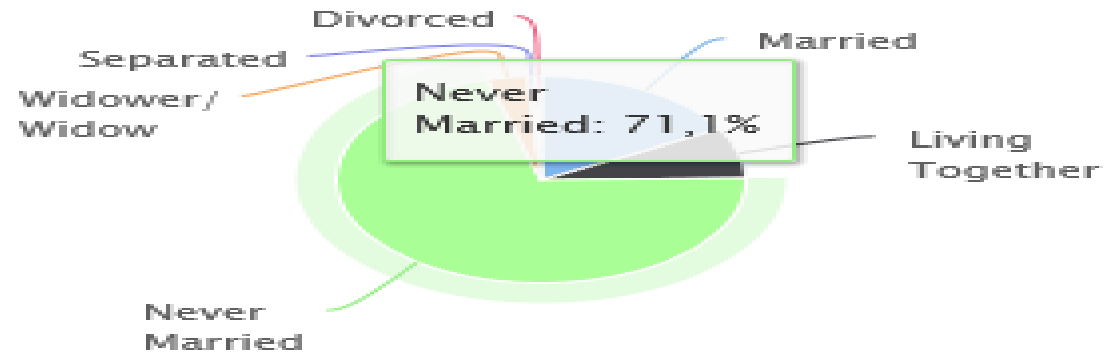 Divorced
Married
Separated
Widower/
Widow
Never
Married: 71,1%
Living
Together
Never
Married